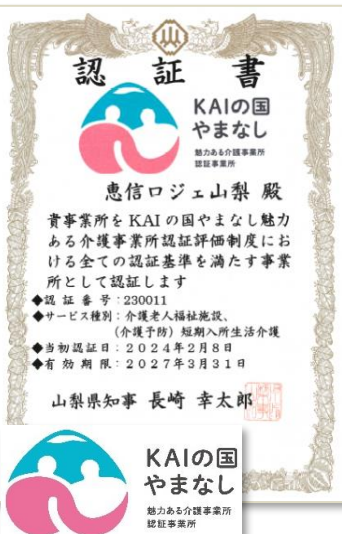 認証書
KAIの国
やまなし
魅力ある介護事業所
認証事業所
恵信ロジェ山梨 殿
貴事業所をKAIの国やまなし魅力
ある介護事業所認証評価制度にお
ける全ての認証基準を満たす事業
所として認証します
◆認証番号:230011
◆サービス種別:介護老人福祉施設、
(介護予防)短期入所生活介護
◆当初認証日:2024年2月8日
◆有効期限:2027年3月31日
山梨県知事 長崎 幸太郎
KAIの国
やまなし
魅力ある介護事業所
認証事業所